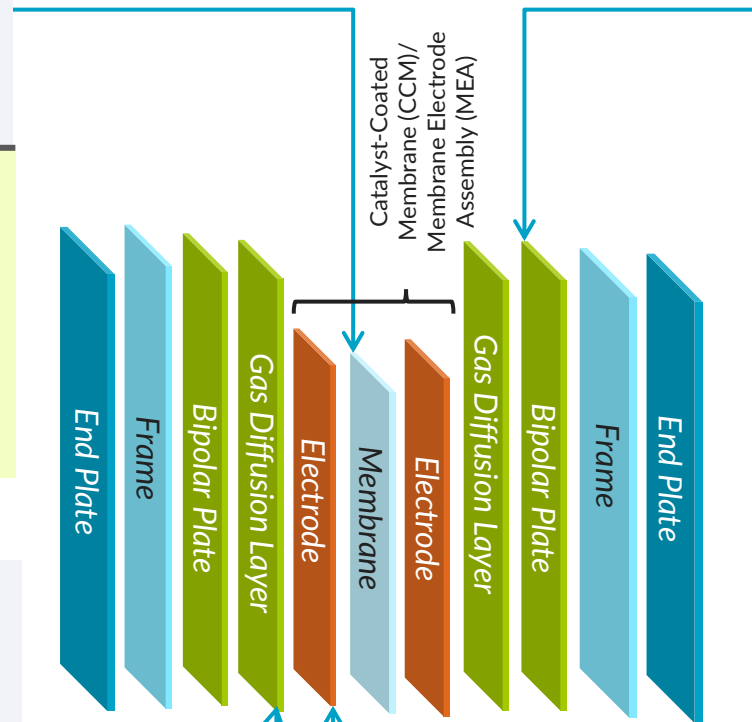 Catalyst-Coated
Membrane (CCM)/
Membrane Electrode
Assembly (MEA)
End Plate
Frame
Bipolar Plate
Gas Diffusion Layer
Electrode
Membrane
Electrode
Gas Diffusion Layer
Bipolar Plate
Frame
End Plate